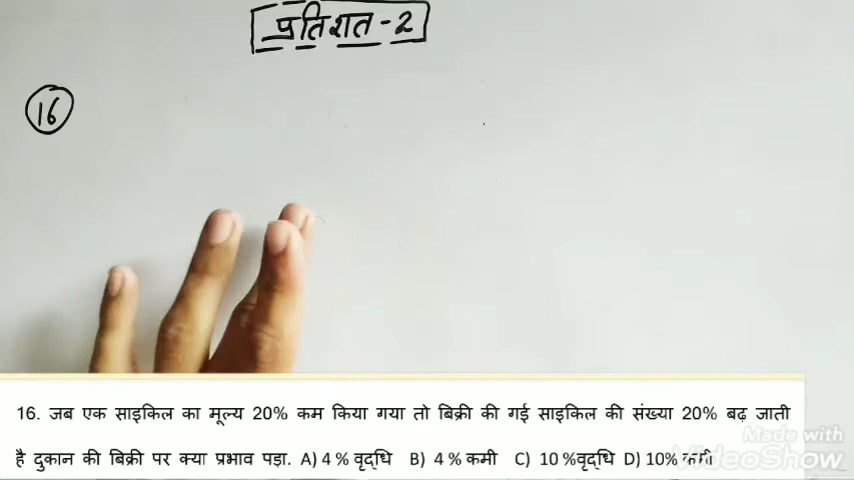 प्रतिशत - 2
16
16. जब एक साइकिल का मूल्य 20% कम किया गया तो बिक्री की गई साइकिल की संख्या 20% बढ़ जाती
है दुकान की बिक्री पर क्या प्रभाव पड़ा. A) 4 % वृद्धि B) 4 % कमी C) 10 %वृद्धि D) 10% कमी
Made with
VideoShow